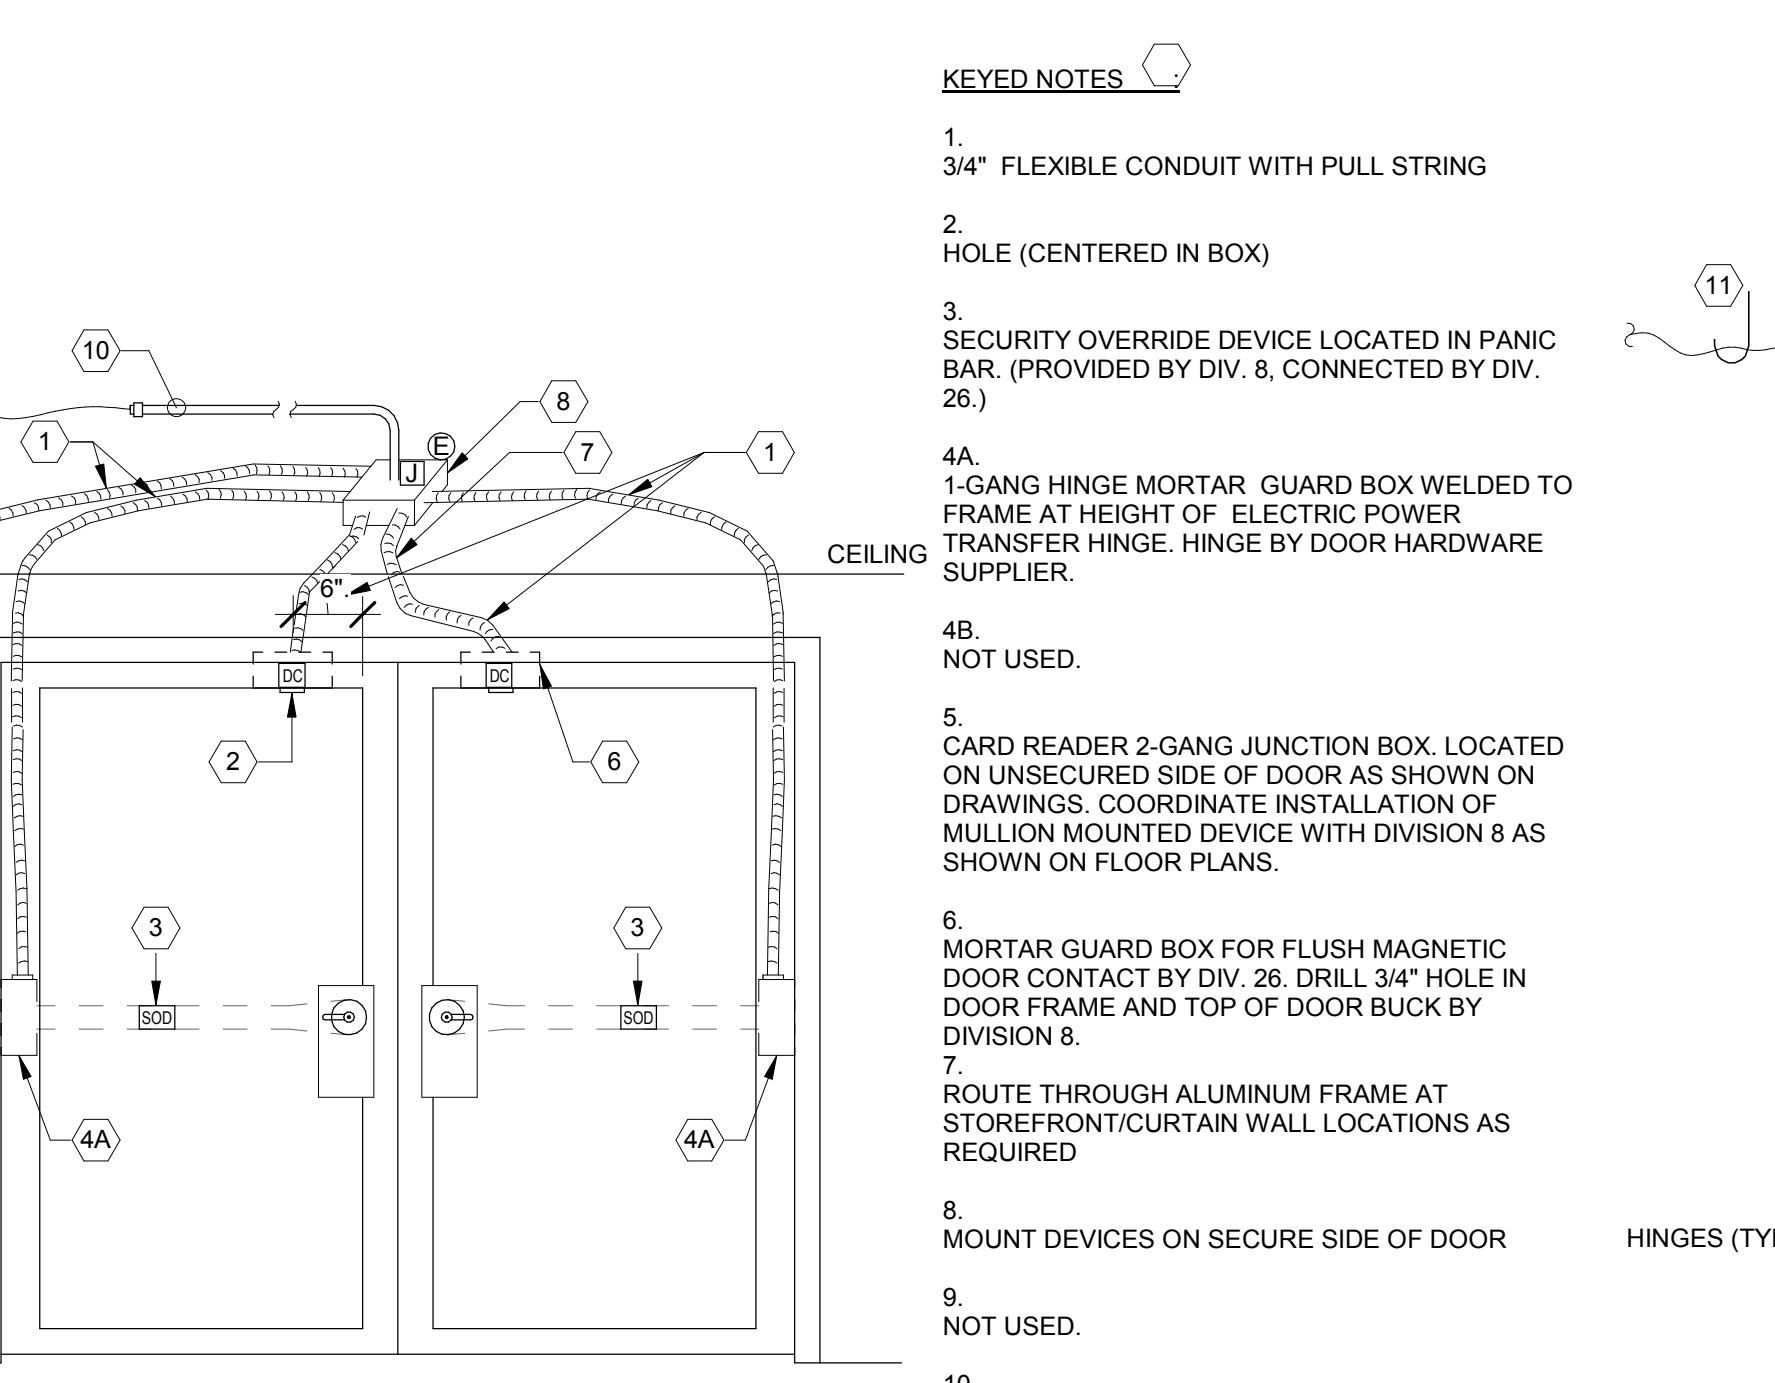 KEYED NOTES :
1.
3/4" FLEXIBLE CONDUIT WITH PULL STRING
2.
HOLE (CENTERED IN BOX)
3.
SECURITY OVERRIDE DEVICE LOCATED IN PANIC
BAR. (PROVIDED BY DIV. 8, CONNECTED BY DIV.
26.)
4A.
1-GANG HINGE MORTAR GUARD BOX WELDED TO
FRAME AT HEIGHT OF ELECTRIC POWER
TRANSFER HINGE. HINGE BY DOOR HARDWARE
SUPPLIER.
4B.
NOT USED.
5.
CARD READER 2-GANG JUNCTION BOX. LOCATED
ON UNSECURED SIDE OF DOOR AS SHOWN ON
DRAWINGS. COORDINATE INSTALLATION OF
MULLION MOUNTED DEVICE WITH DIVISION 8 AS
SHOWN ON FLOOR PLANS.
6.
MORTAR GUARD BOX FOR FLUSH MAGNETIC
DOOR CONTACT BY DIV. 26. DRILL 3/4" HOLE IN
DOOR FRAME AND TOP OF DOOR BUCK BY
DIVISION 8.
7.
ROUTE THROUGH ALUMINUM FRAME AT
STOREFRONT/CURTAIN WALL LOCATIONS AS
REQUIRED
8.
MOUNT DEVICES ON SECURE SIDE OF DOOR
9.
NOT USED.
10
10
8
1
E
7
1
J
CEILING
6".
DC
DC
2
6
3
3
SOD
SOD
4A
4A
11
HINGES (TY